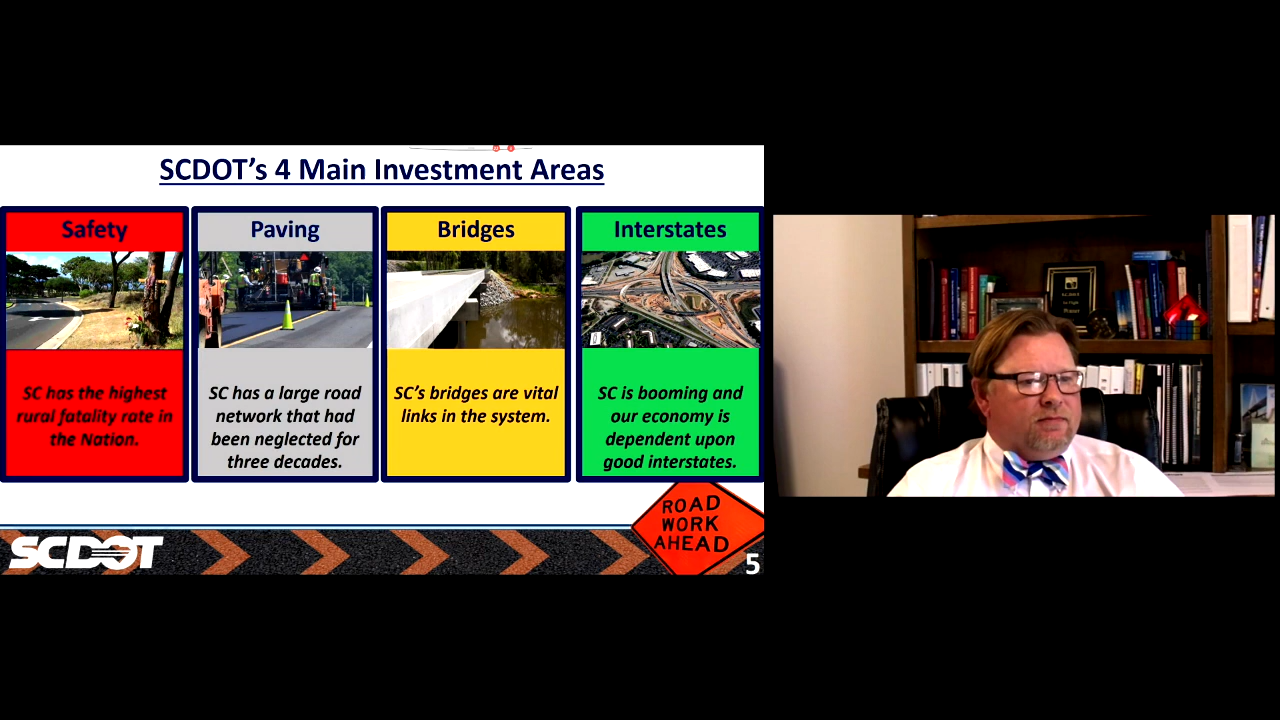 SCDOT's 4 Main Investment Areas
Safety
SC has the highest
rural fatality rate in
the Nation.
Paving
SC has a large road
network that had
been neglected for
three decades.
Bridges
SC's bridges are vital
links in the system.
Interstates
SC is booming and
our economy is
dependent upon
good interstates.
ROAD
WORK
AHEAD
SCDOT
5